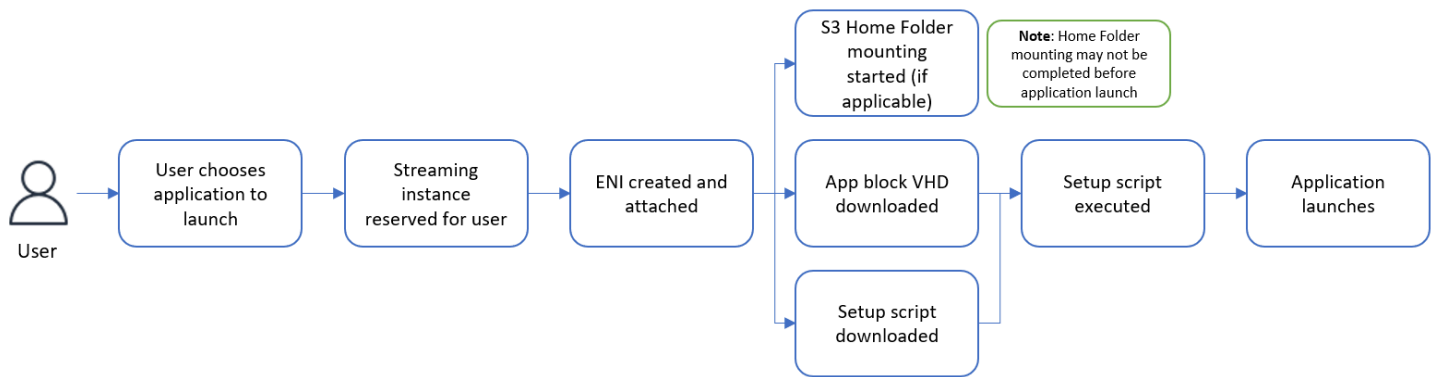 User
User chooses
application to
launch
Streaming
instance
reserved for user
ENI created and
attached
S3 Home Folder
mounting
started (if
applicable)
Note: Home Folder
mounting may not be
completed before
application launch
App block VHD
downloaded
Setup script
downloaded
Setup script
executed
Application
launches